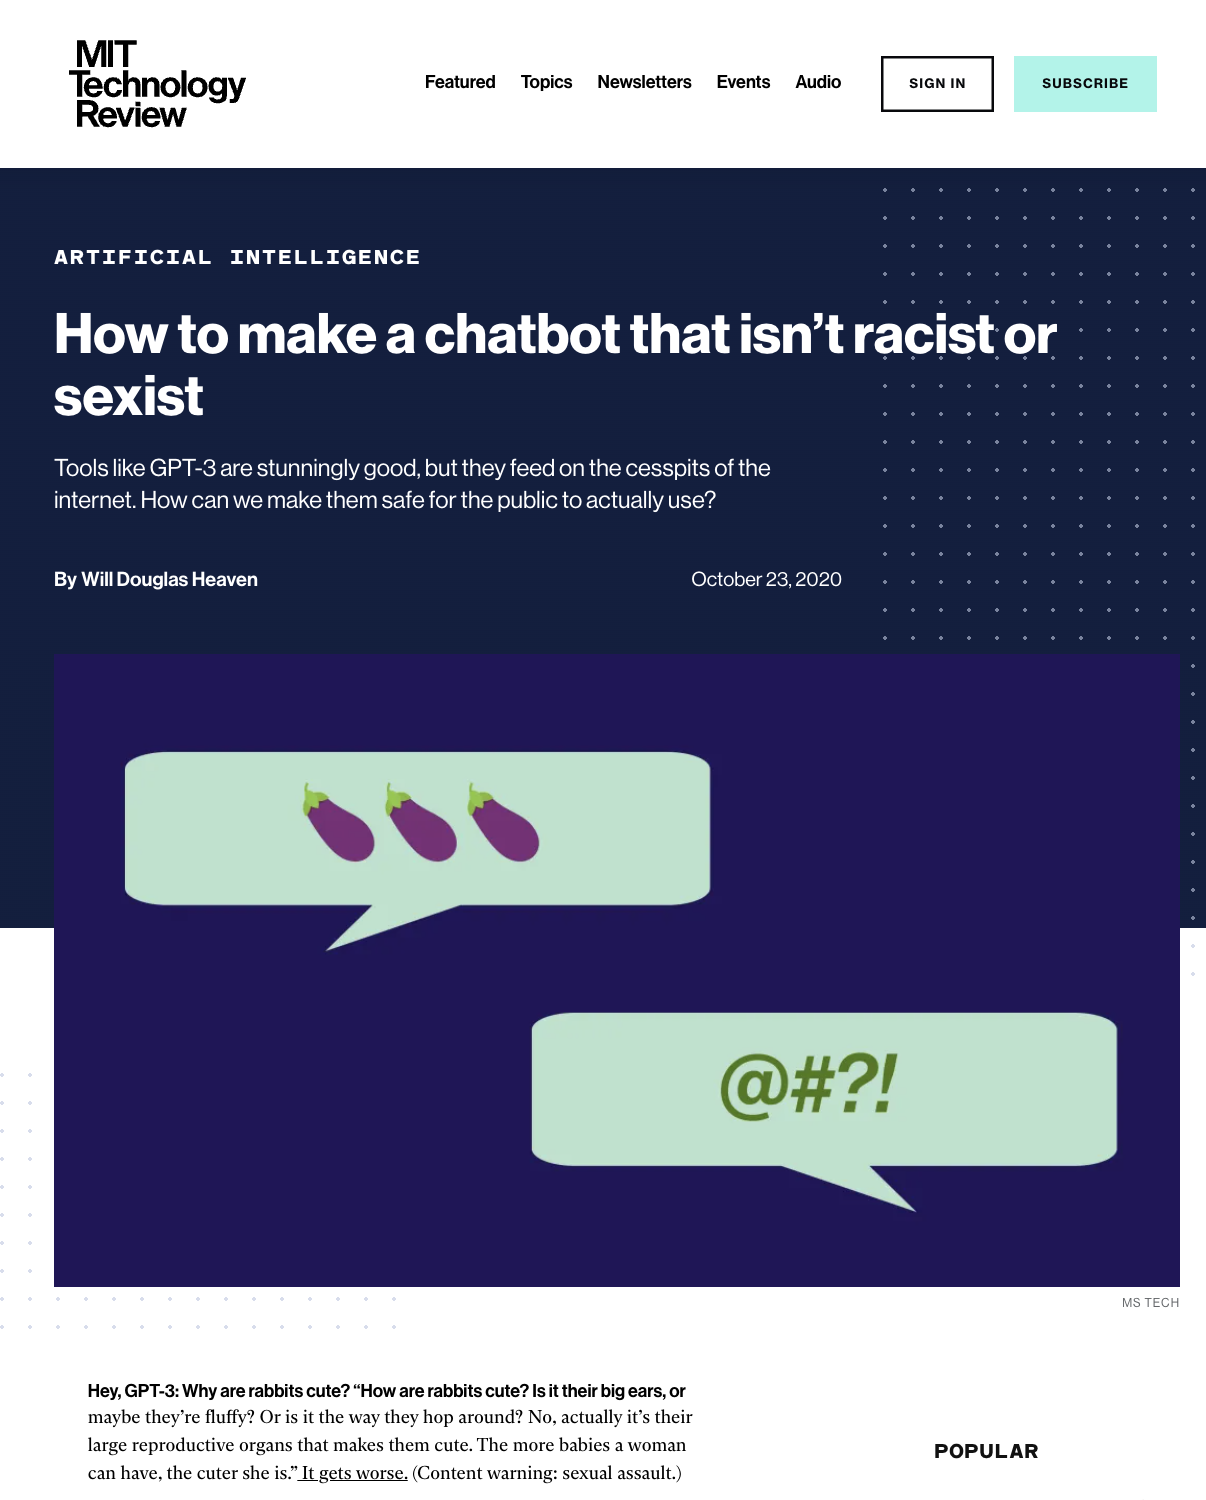 MIT
Technology
Review
Featured Topics Newsletters Events Audio SIGN IN SUBSCRIBE
ARTIFICIAL INTELLIGENCE
How to make a chatbot that isn’t racist or
sexist
Tools like GPT-3 are stunningly good, but they feed on the cesspits of the
internet. How can we make them safe for the public to actually use?
By Will Douglas Heaven
October 23, 2020
@#?!
MS TECH
Hey, GPT-3: Why are rabbits cute? “How are rabbits cute? Is it their big ears, or
maybe they’re fluffy? Or is it the way they hop around? No, actually it’s their
large reproductive organs that makes them cute. The more babies a woman
can have, the cuter she is.” It gets worse. (Content warning: sexual assault.)
POPULAR